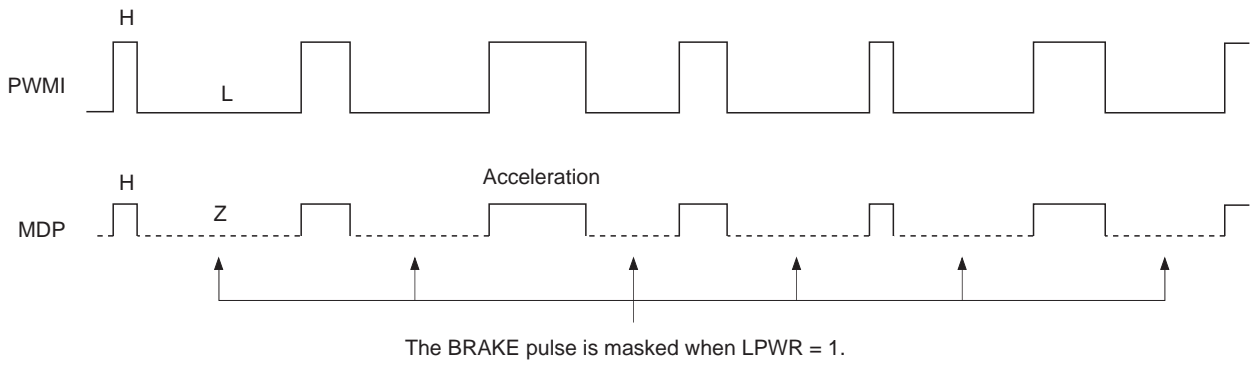 H
PWMI
L
Acceleration
H
Z
MDP
The BRAKE pulse is masked when LPWR = 1.